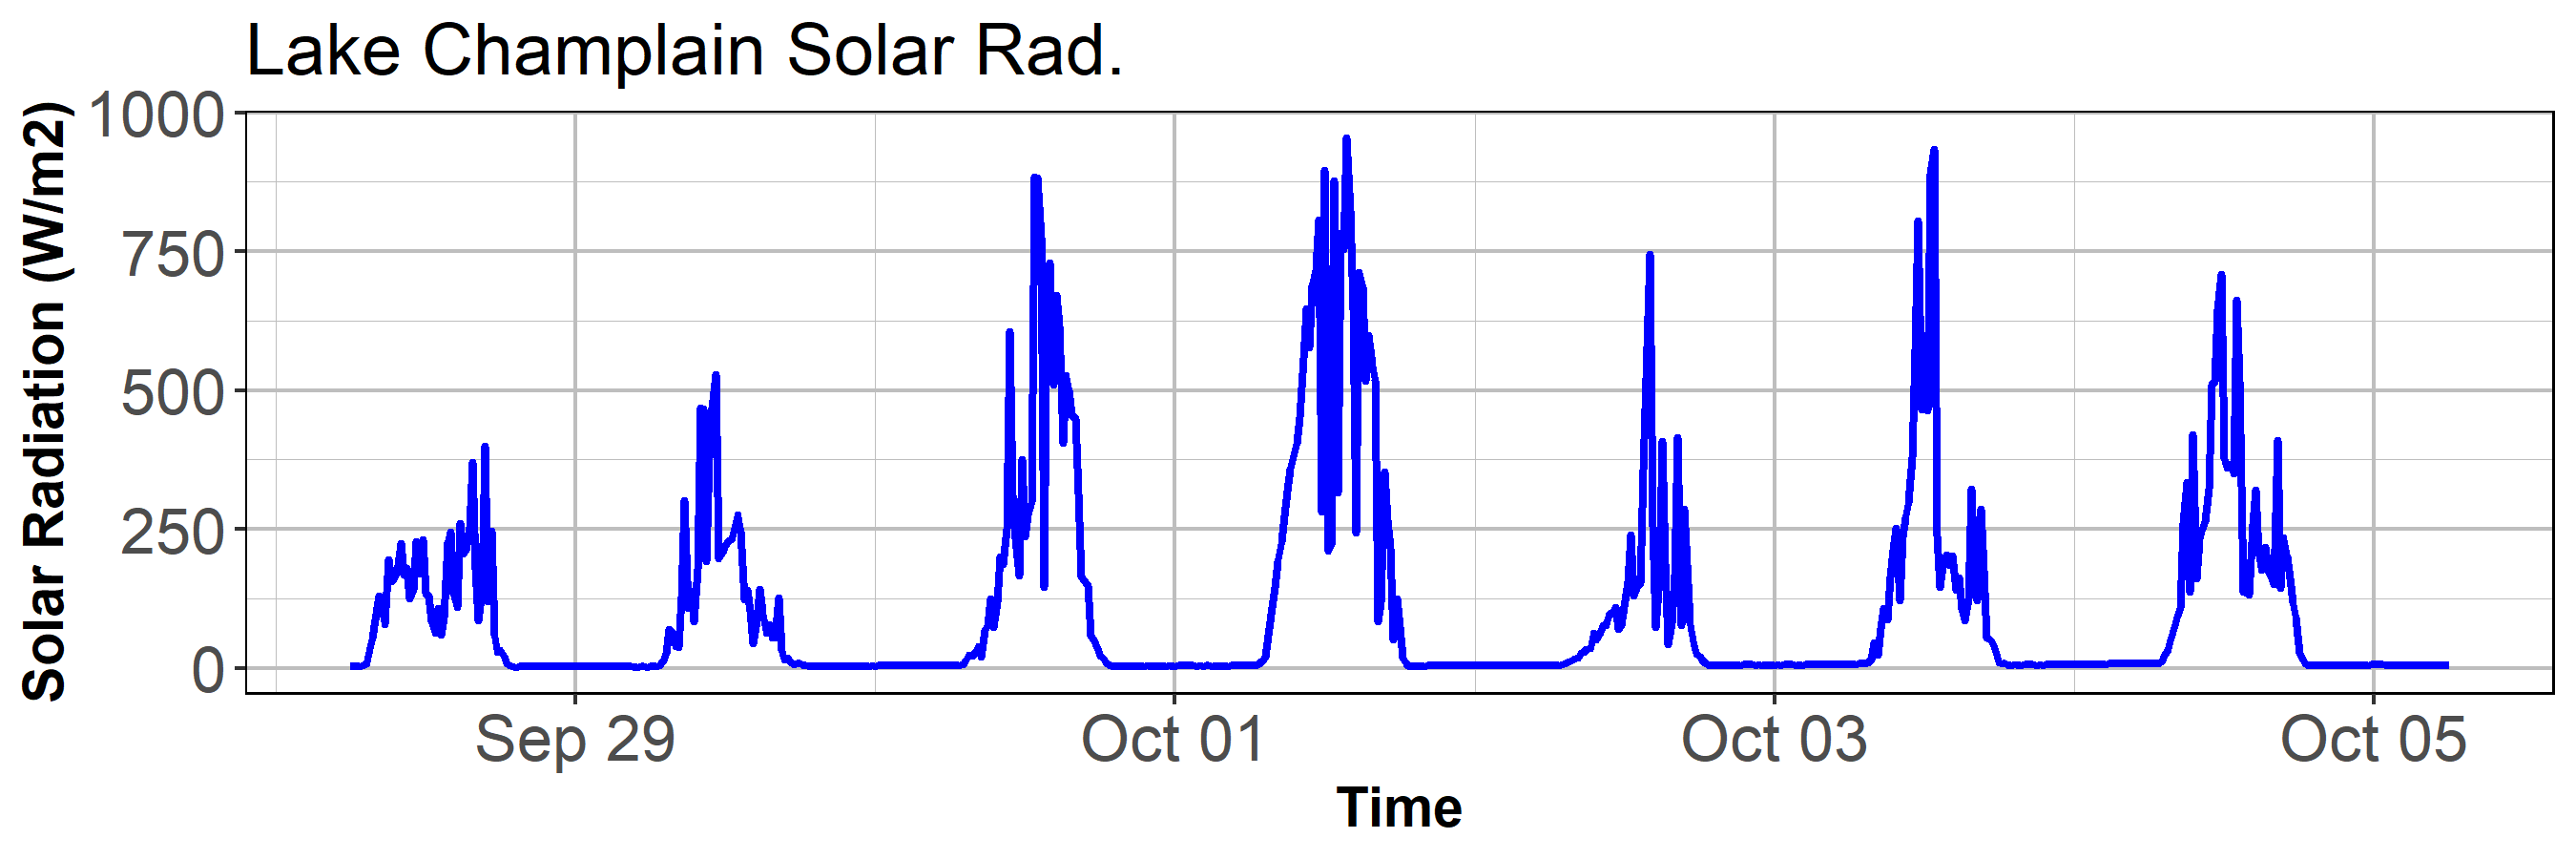 Lake Champlain Solar Rad.
Solar Radiation (W/m2)
1000
750
500
250
0
Sep 29
Oct 01
Oct 03
Oct 05
Time